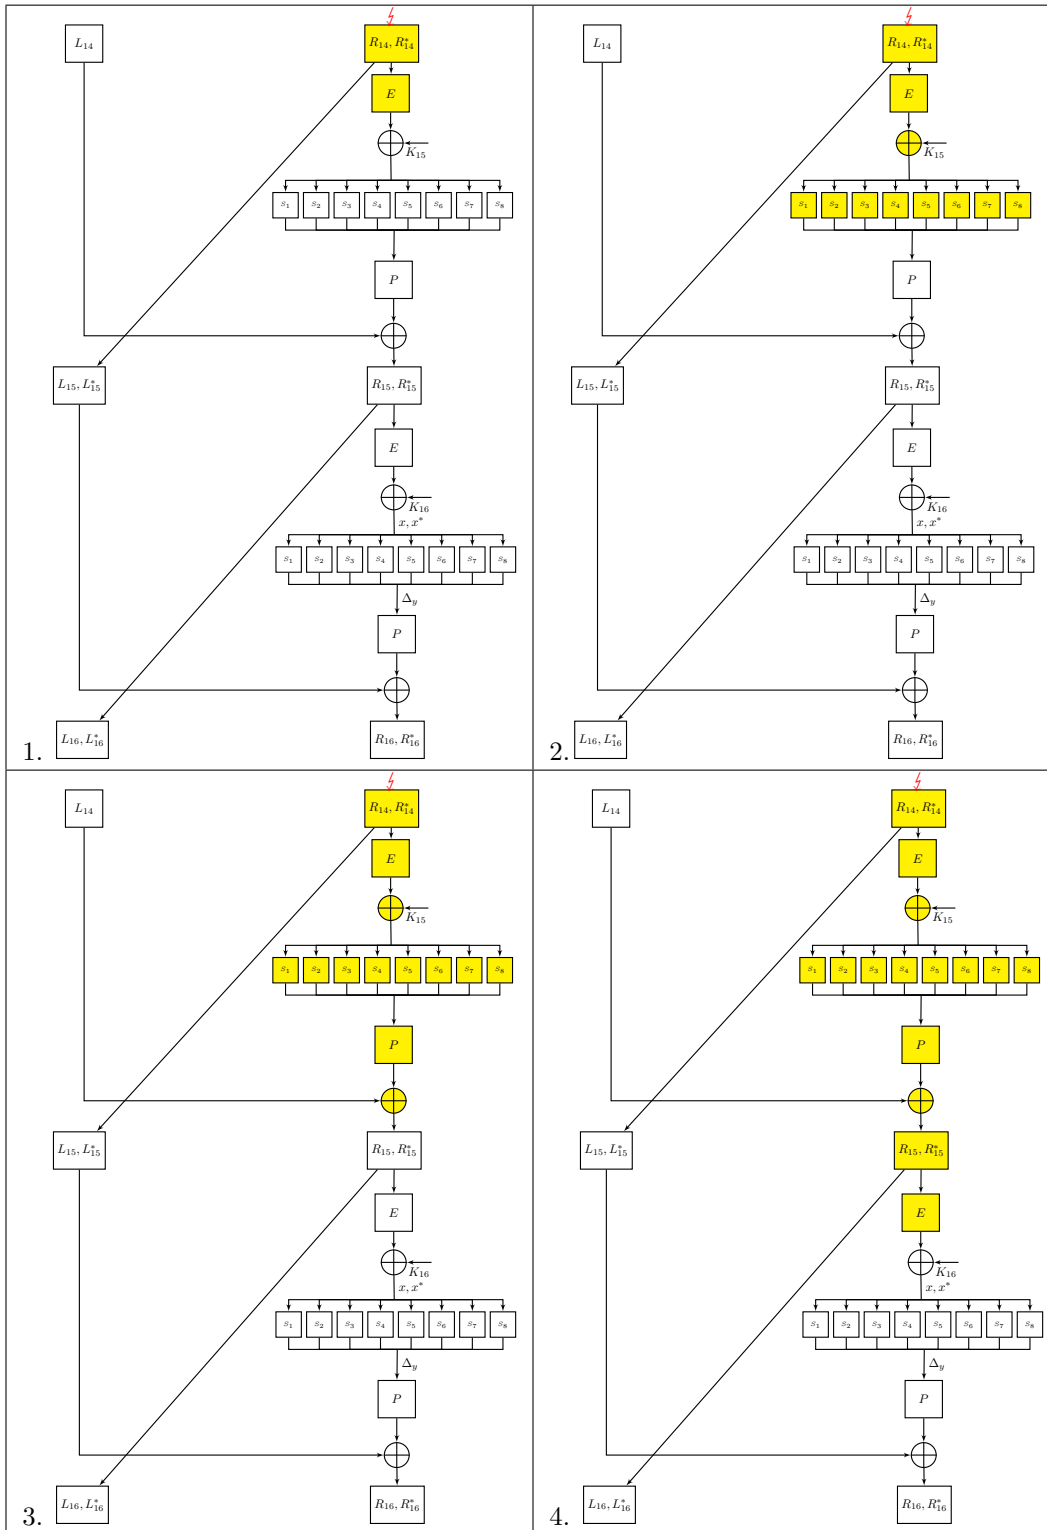 L₁₄ R₁₄, R*₁₄
E
K₁₅
S₁ S₂ S₃ S₄ S₅ S₆ S₇ S₈
P
L₁₅, L*₁₅ R₁₅, R*₁₅
E
K₁₆
x, x*
S₁ S₂ S₃ S₄ S₅ S₆ S₇ S₈
Δy
P
1. L₁₆, L*₁₆ R₁₆, R*₁₆
L₁₄ R₁₄, R*₁₄
E
K₁₅
S₁ S₂ S₃ S₄ S₅ S₆ S₇ S₈
P
L₁₅, L*₁₅ R₁₅, R*₁₅
E
K₁₆
x, x*
S₁ S₂ S₃ S₄ S₅ S₆ S₇ S₈
Δy
P
2. L₁₆, L*₁₆ R₁₆, R*₁₆
L₁₄ R₁₄, R*₁₄
E
K₁₅
S₁ S₂ S₃ S₄ S₅ S₆ S₇ S₈
P
L₁₅, L*₁₅ R₁₅, R*₁₅
E
K₁₆
x, x*
S₁ S₂ S₃ S₄ S₅ S₆ S₇ S₈
Δy
P
3. L₁₆, L*₁₆ R₁₆, R*₁₆
L₁₄ R₁₄, R*₁₄
E
K₁₅
S₁ S₂ S₃ S₄ S₅ S₆ S₇ S₈
P
L₁₅, L*₁₅ R₁₅, R*₁₅
E
K₁₆
x, x*
S₁ S₂ S₃ S₄ S₅ S₆ S₇ S₈
Δy
P
4. L₁₆, L*₁₆ R₁₆, R*₁₆